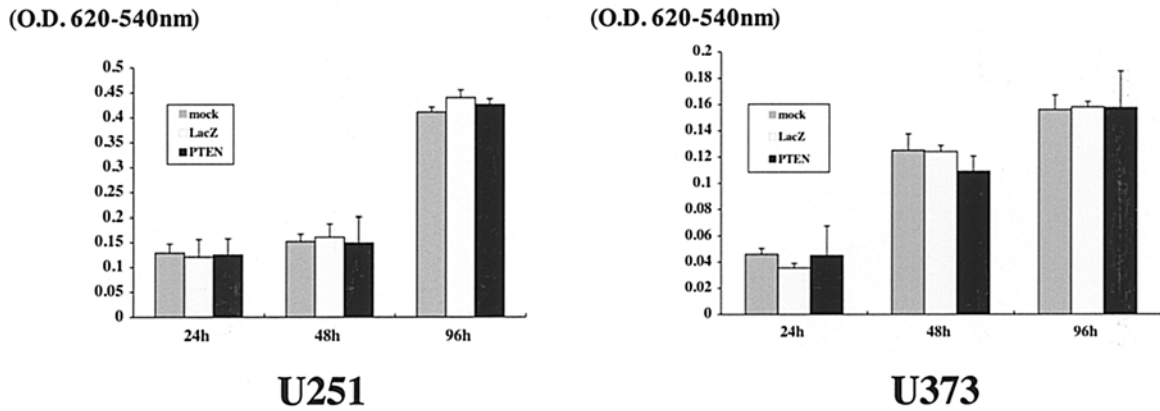 (O.D. 620-540nm)
0.5
0.45
0.4
0.35
0.3
0.25
0.2
0.15
0.1
0.05
0
mock
LacZ
PTEN
24h
48h
96h
U251
(O.D. 620-540nm)
0.2
0.18
0.16
0.14
0.12
0.1
0.08
0.06
0.04
0.02
0
mock
LacZ
PTEN
24h
48h
96h
U373